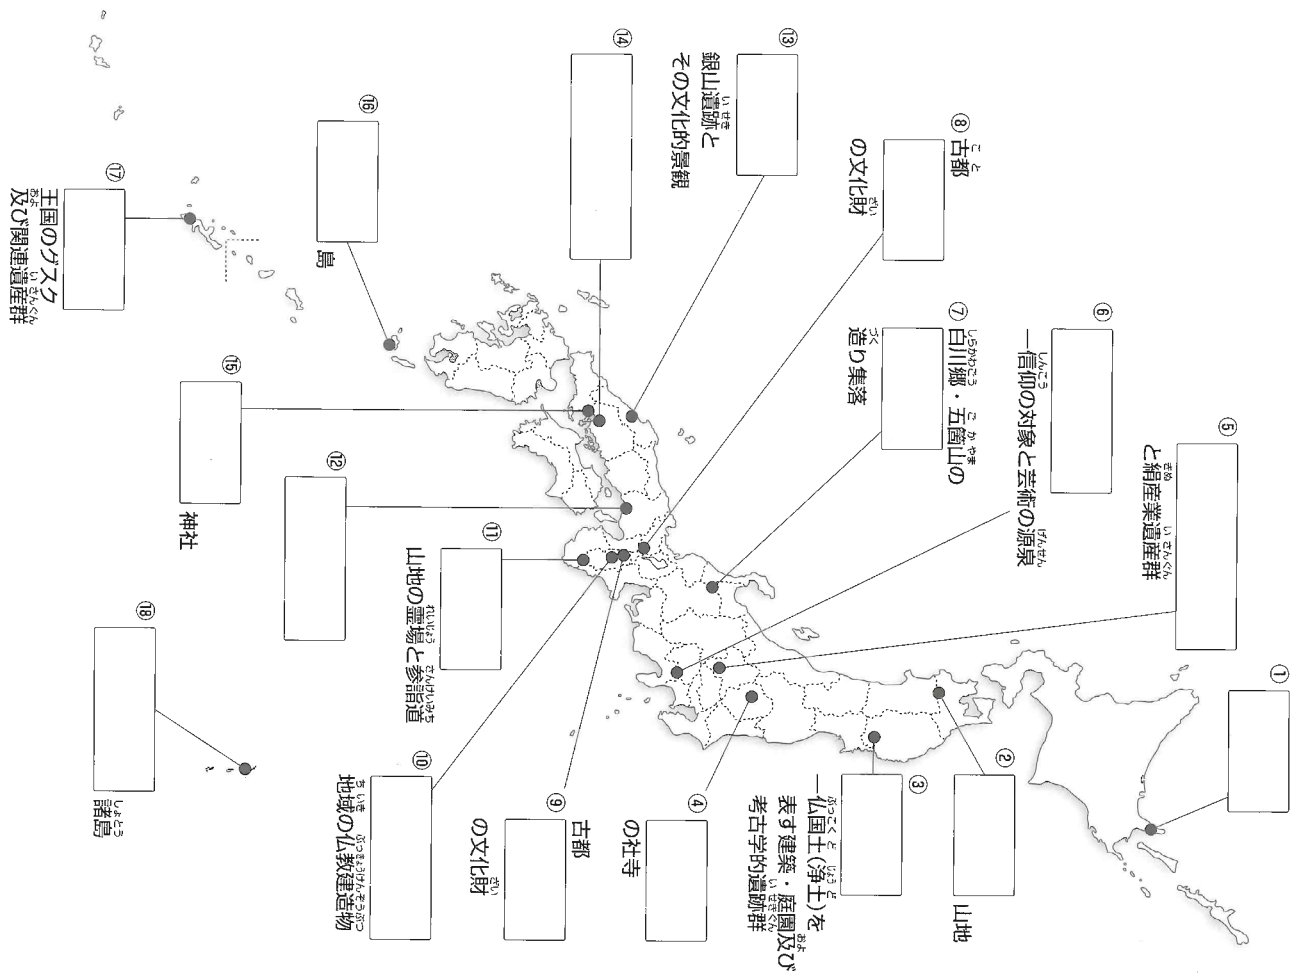 ①
②
山地
③
―仏国土(浄土)を
表す建築・庭園及び
考古学的遺跡群
④
の社寺
⑤
と絹産業遺産群
⑥
―信仰の対象と芸術の源泉
⑦白川郷・五箇山の
造り集落
⑧古都
の文化財
⑨
古都
の文化財
⑩
地域の仏教建造物
⑪
山地の霊場と参詣道
⑫
⑬
銀山遺跡と
その文化的景観
⑭
⑮
神社
⑯
島
⑰
王国のグスク
及び関連遺産群
⑱
諸島